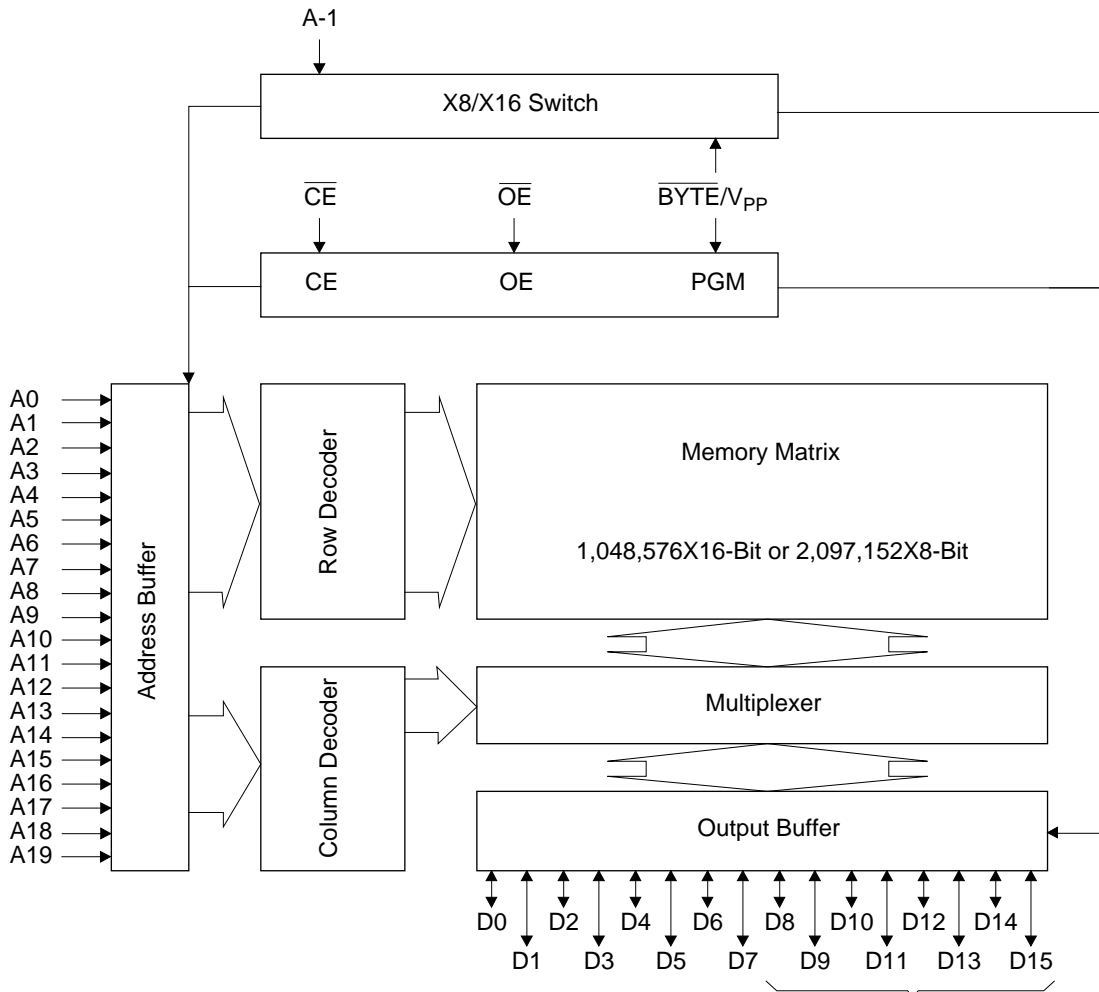 A-1
X8/X16 Switch
CE OE BYTE/VPP
CE OE PGM
A0
A1
A2
A3
A4
A5
A6
A7
A8
A9
A10
A11
A12
A13
A14
A15
A16
A17
A18
A19
Address Buffer
Row Decoder
Column Decoder
Memory Matrix
1,048,576X16-Bit or 2,097,152X8-Bit
Multiplexer
Output Buffer
D0 D2 D4 D6 D8 D10 D12 D14
D1 D3 D5 D7 D9 D11 D13 D15